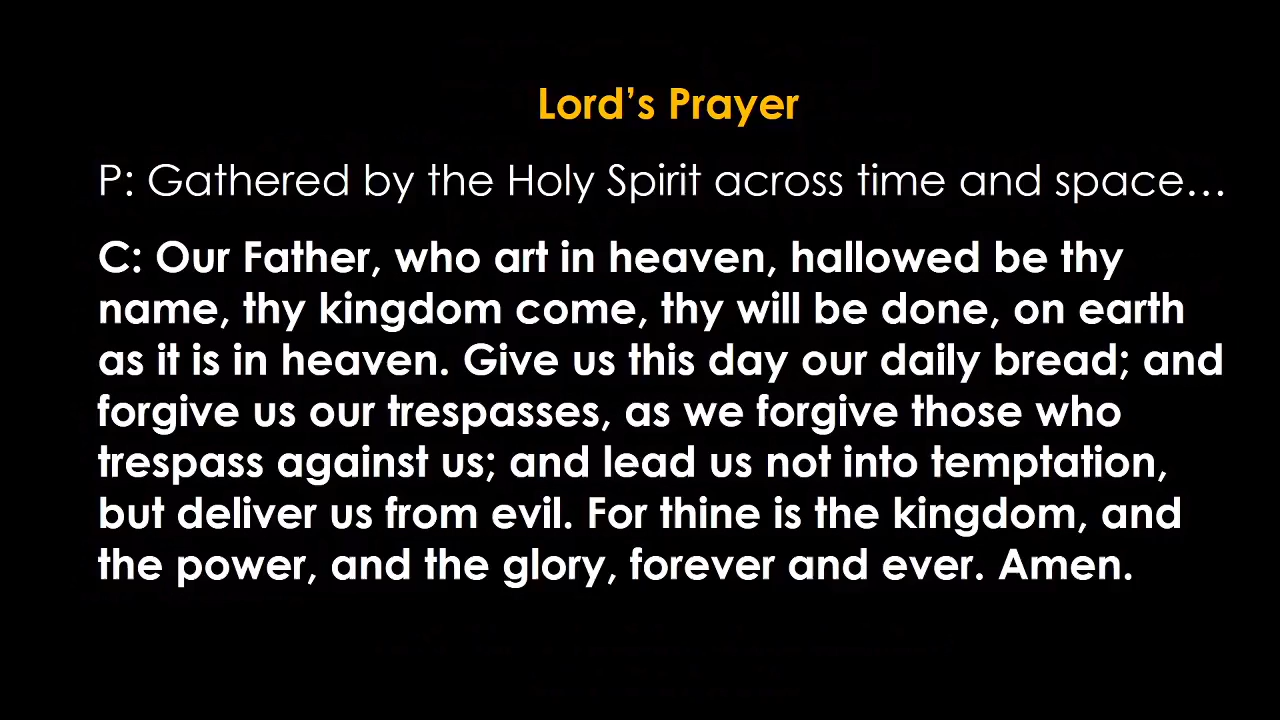 Lord’s Prayer
P: Gathered by the Holy Spirit across time and space…
C: Our Father, who art in heaven, hallowed be thy
name, thy kingdom come, thy will be done, on earth
as it is in heaven. Give us this day our daily bread; and
forgive us our trespasses, as we forgive those who
trespass against us; and lead us not into temptation,
but deliver us from evil. For thine is the kingdom, and
the power, and the glory, forever and ever. Amen.